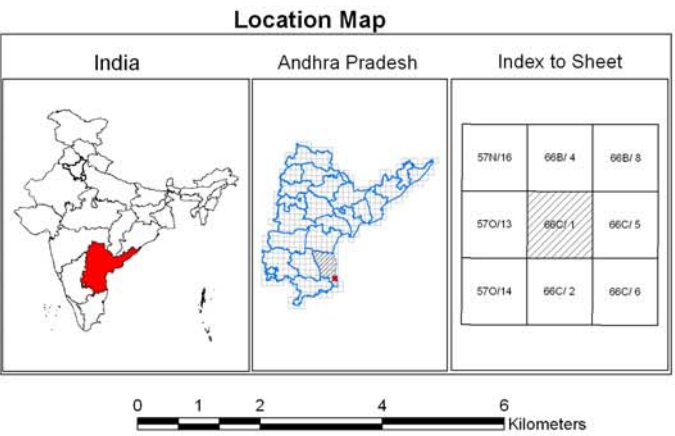 Location Map
India
Andhra Pradesh
Index to Sheet
57N/16 66B/ 4 66B/ 8
57O/13 66C/ 1 66C/ 5
57O/14 66C/ 2 66C/ 6
0 1 2 4 6
Kilometers